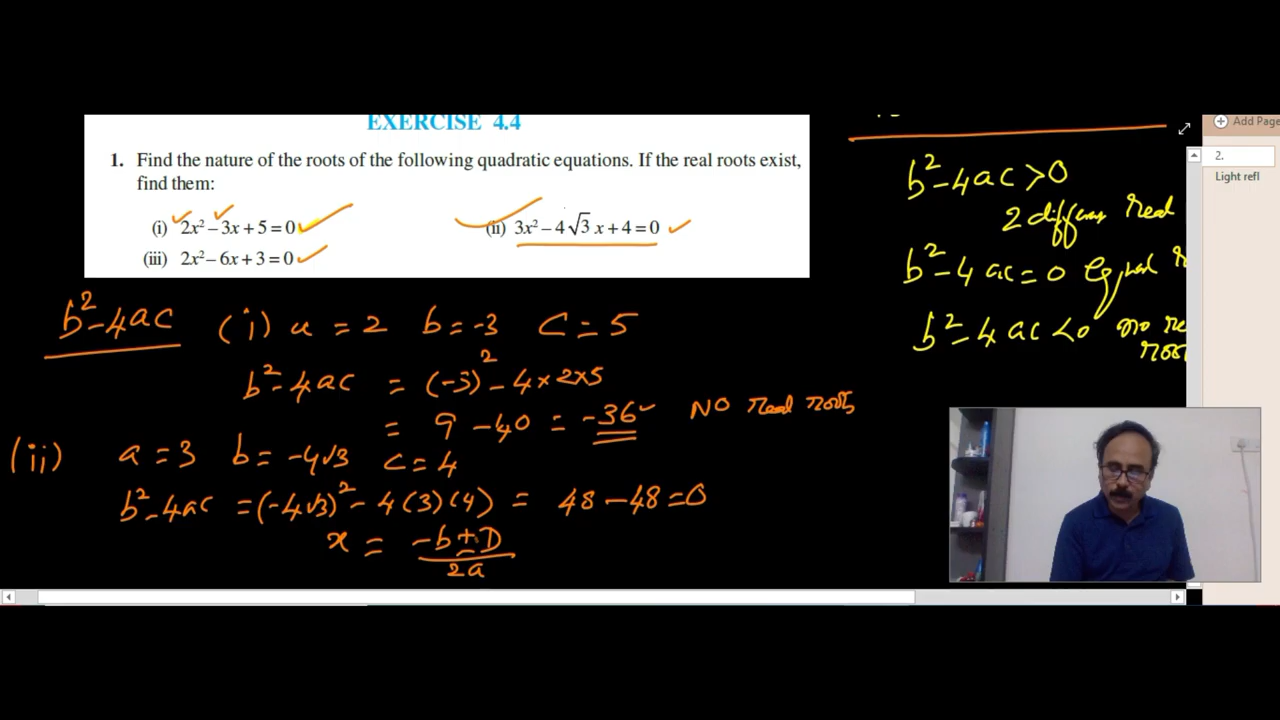 EXERCISE 4.4
1. Find the nature of the roots of the following quadratic equations. If the real roots exist,
find them:
(i) 2x² – 3x + 5 = 0
(ii) 3x² – 4√3 x + 4 = 0
(iii) 2x² – 6x + 3 = 0
b²-4ac (i) a = 2 b = -3 C = 5
b²-4ac = (-3)² - 4×2×5
= 9 - 40 = -36 NO real roots
(ii) a = 3 b = -4√3 c = 4
b²-4ac = (-4√3)² - 4(3)(4) = 48 - 48 = 0
x = -b ± D
2a
b²-4ac > 0
2 real
b²-4ac = 0 Equal r
b²-4ac < 0 no re
roo
Add Page
2.
Light refl